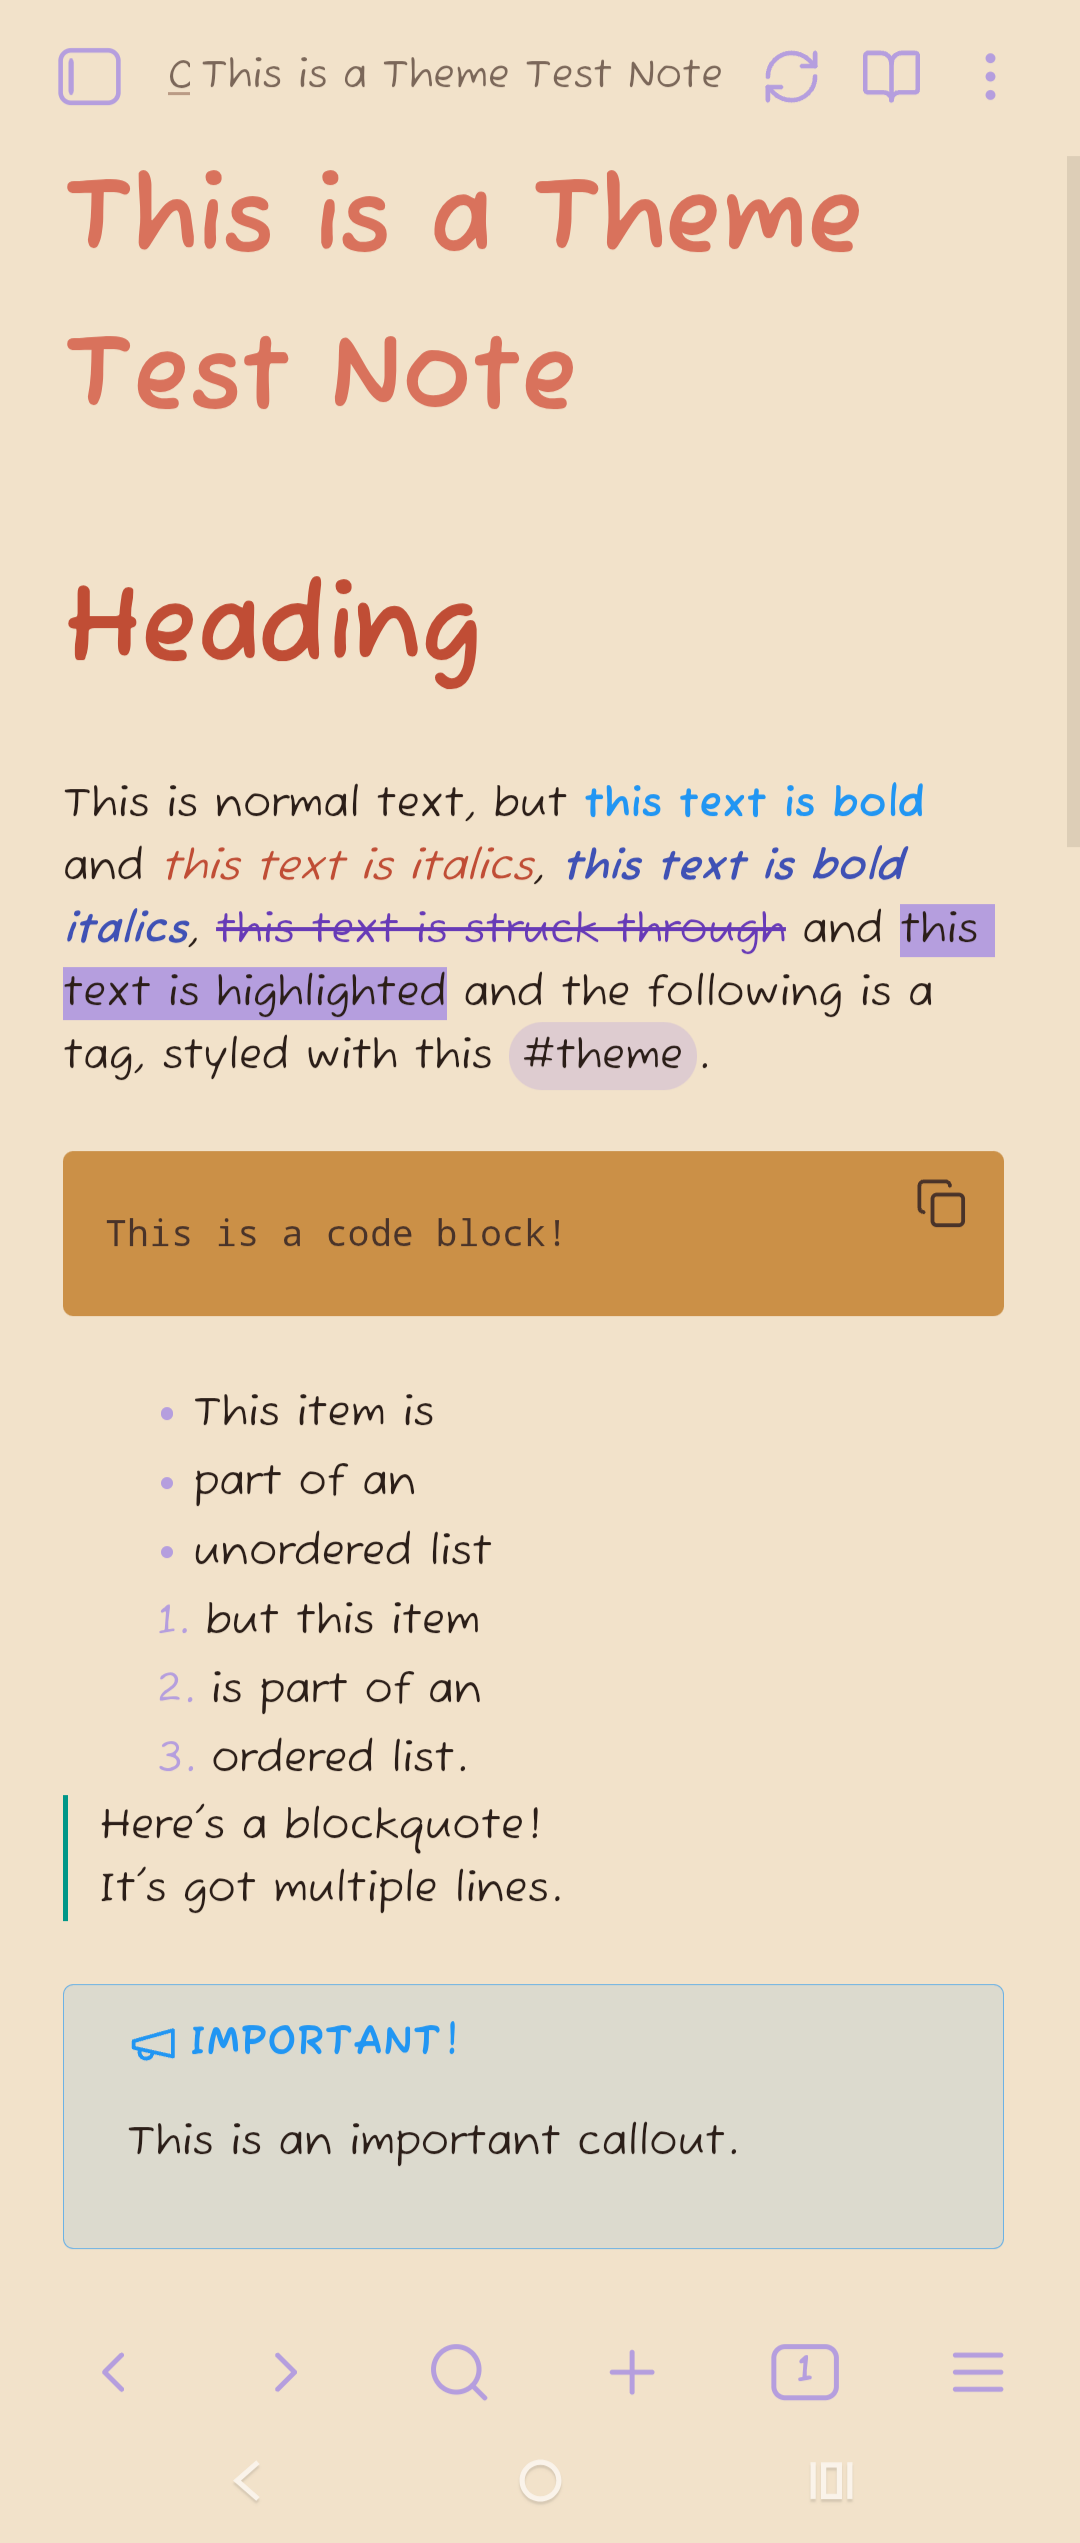 C This is a Theme Test Note
This is a Theme
Test Note
Heading
This is normal text, but this text is bold
and this text is italics, this text is bold
italics, this text is struck through and this
text is highlighted and the following is a
tag, styled with this #theme.
This is a code block!
• This item is
• part of an
• unordered list
1. but this item
2. is part of an
3. ordered list.
Here's a blockquote!
It's got multiple lines.
IMPORTANT!
This is an important callout.
1